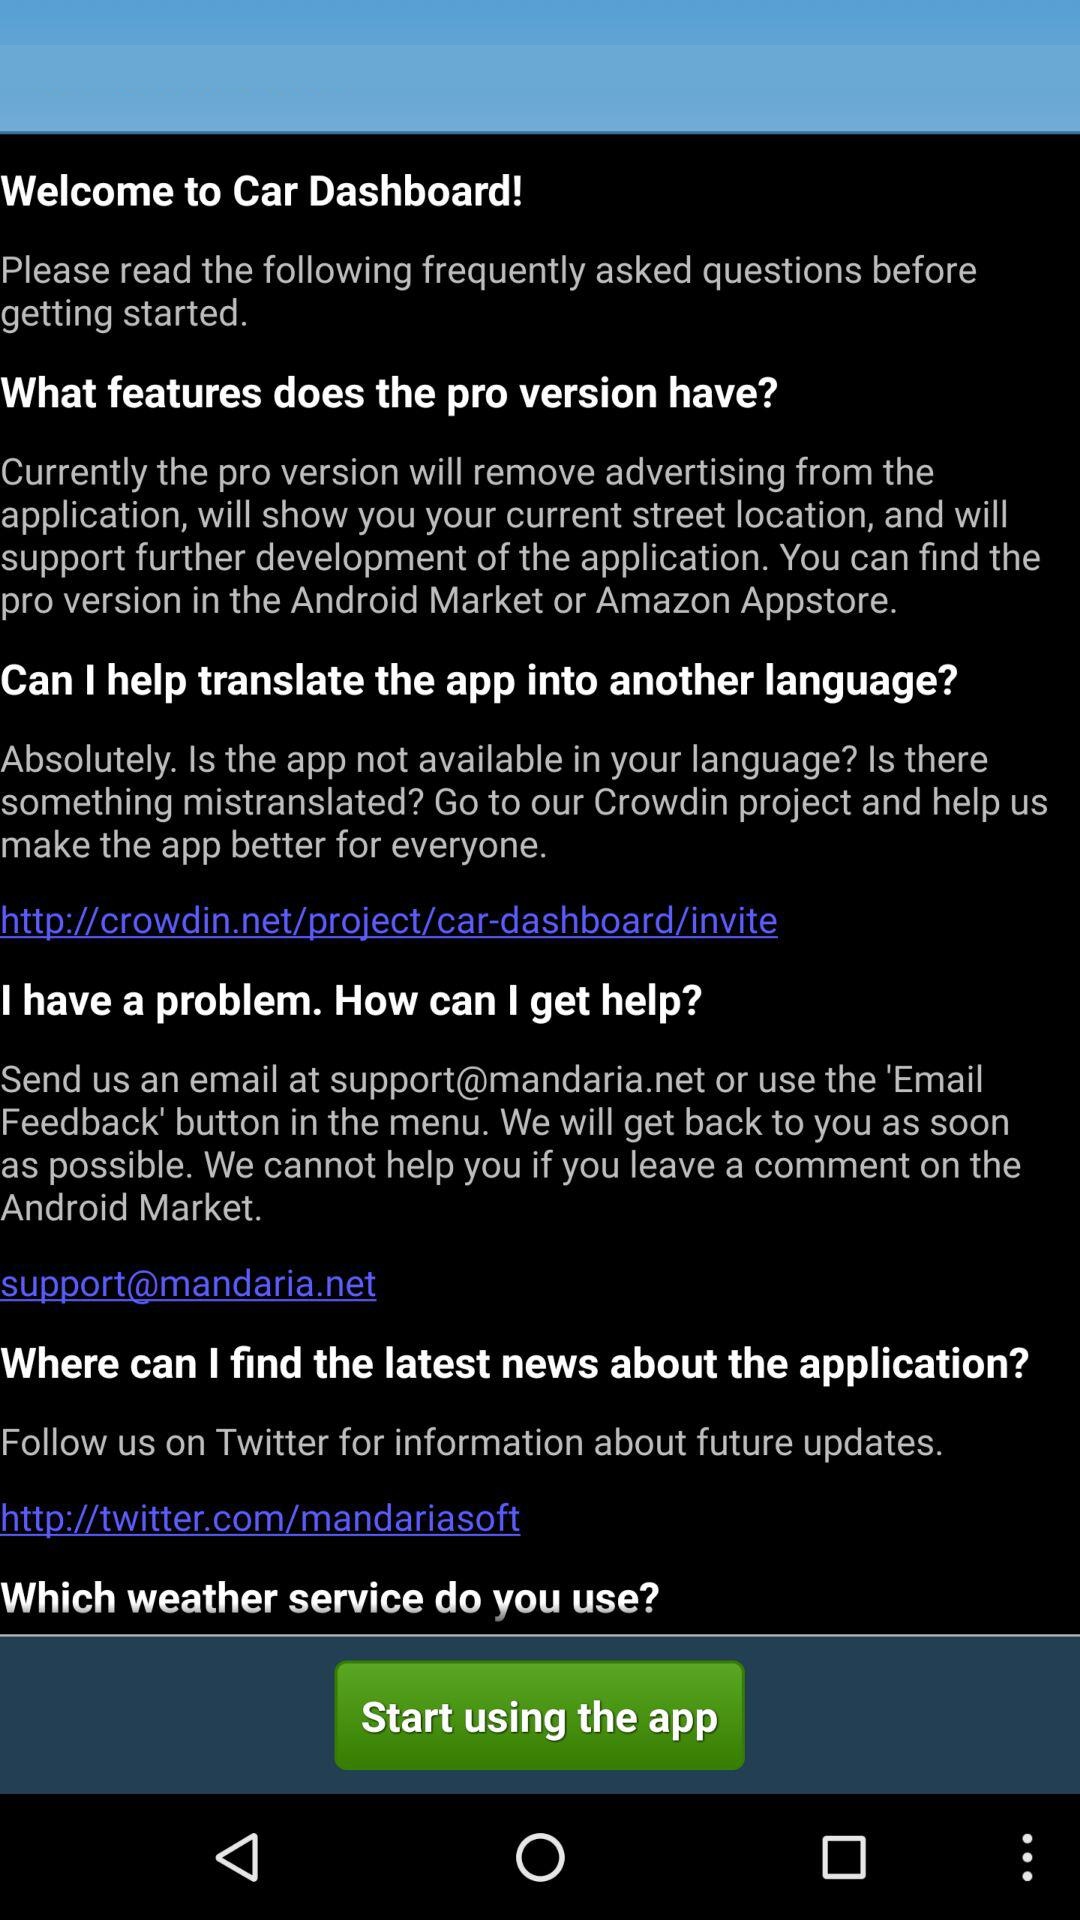 Welcome to Car Dashboard!
Please read the following frequently asked questions before
getting started.
What features does the pro version have?
Currently the pro version will remove advertising from the
application, will show you your current street location, and will
support further development of the application. You can find the
pro version in the Android Market or Amazon Appstore.
Can I help translate the app into another language?
Absolutely. Is the app not available in your language? Is there
something mistranslated? Go to our Crowdin project and help us
make the app better for everyone.
http://crowdin.net/project/car-dashboard/invite
I have a problem. How can I get help?
Send us an email at support@mandaria.net or use the 'Email
Feedback' button in the menu. We will get back to you as soon
as possible. We cannot help you if you leave a comment on the
Android Market.
support@mandaria.net
Where can I find the latest news about the application?
Follow us on Twitter for information about future updates.
http://twitter.com/mandariasoft
Which weather service do you use?
Start using the app